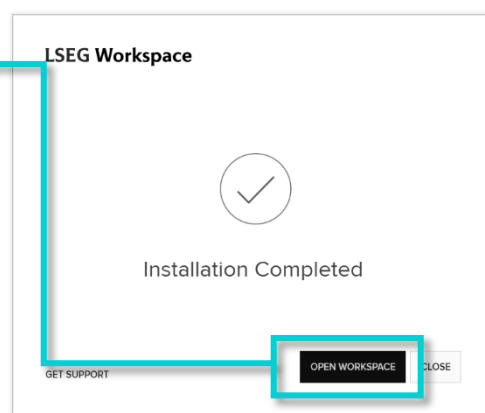 LSEG Workspace
Installation Completed
GET SUPPORT
OPEN WORKSPACE
CLOSE